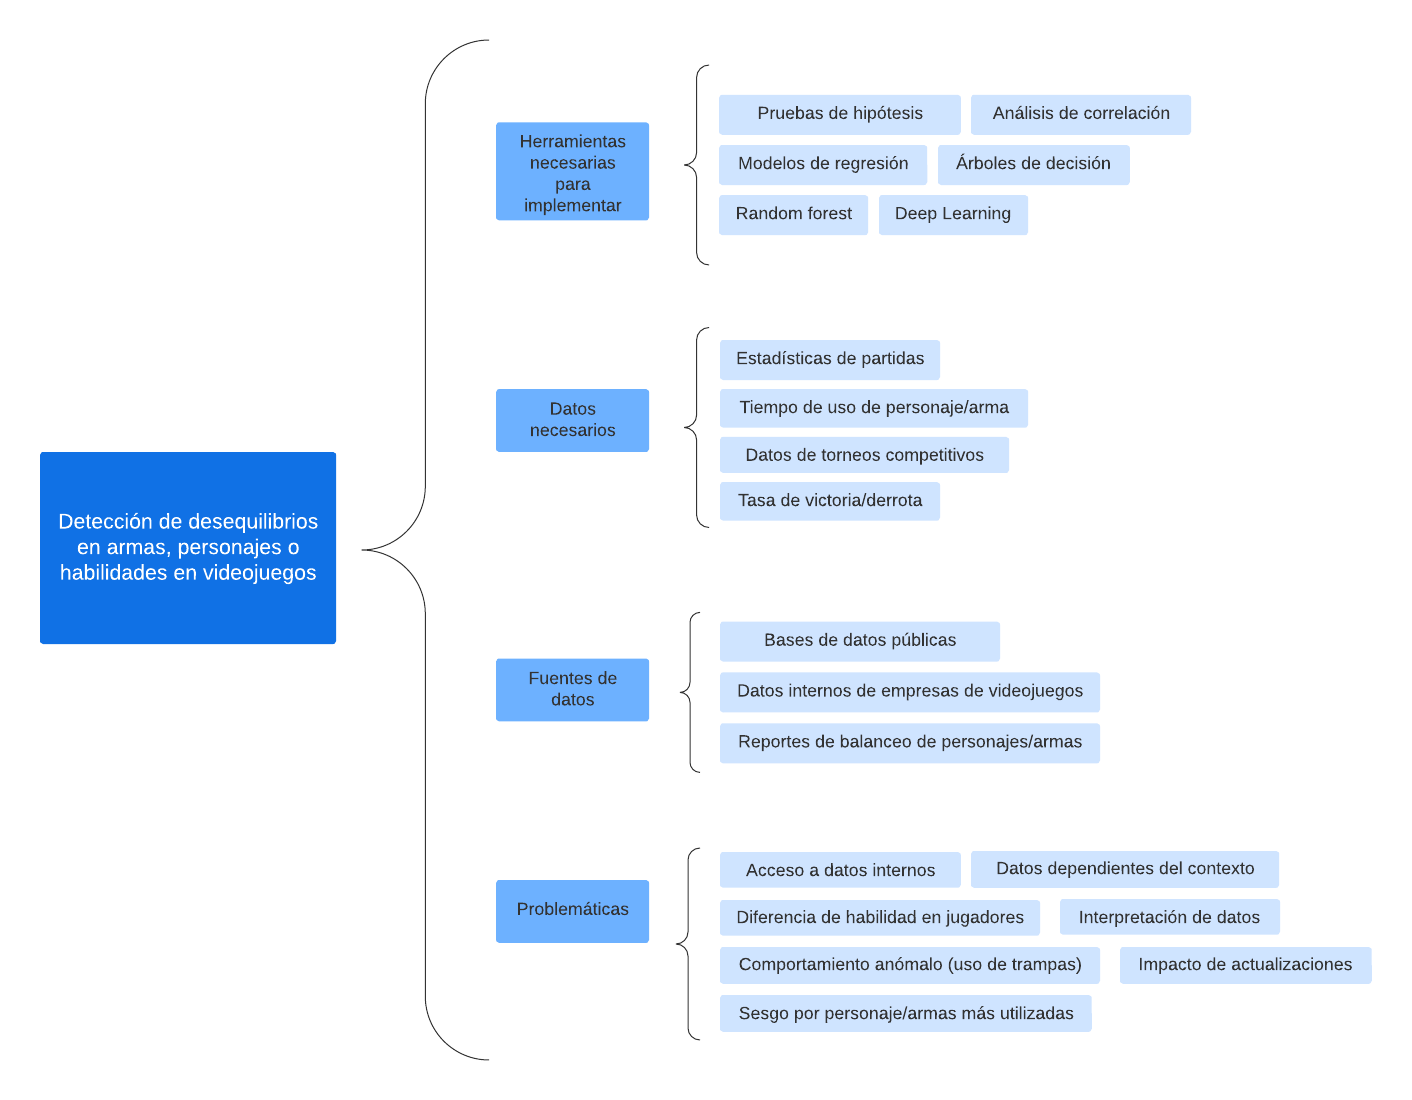 Detección de desequilibrios
en armas, personajes o
habilidades en videojuegos
Herramientas
necesarias
para
implementar
Pruebas de hipótesis
Análisis de correlación
Modelos de regresión
Árboles de decisión
Random forest
Deep Learning
Datos
necesarios
Estadísticas de partidas
Tiempo de uso de personaje/arma
Datos de torneos competitivos
Tasa de victoria/derrota
Fuentes de
datos
Bases de datos públicas
Datos internos de empresas de videojuegos
Reportes de balanceo de personajes/armas
Problemáticas
Acceso a datos internos
Datos dependientes del contexto
Diferencia de habilidad en jugadores
Interpretación de datos
Comportamiento anómalo (uso de trampas)
Impacto de actualizaciones
Sesgo por personaje/armas más utilizadas